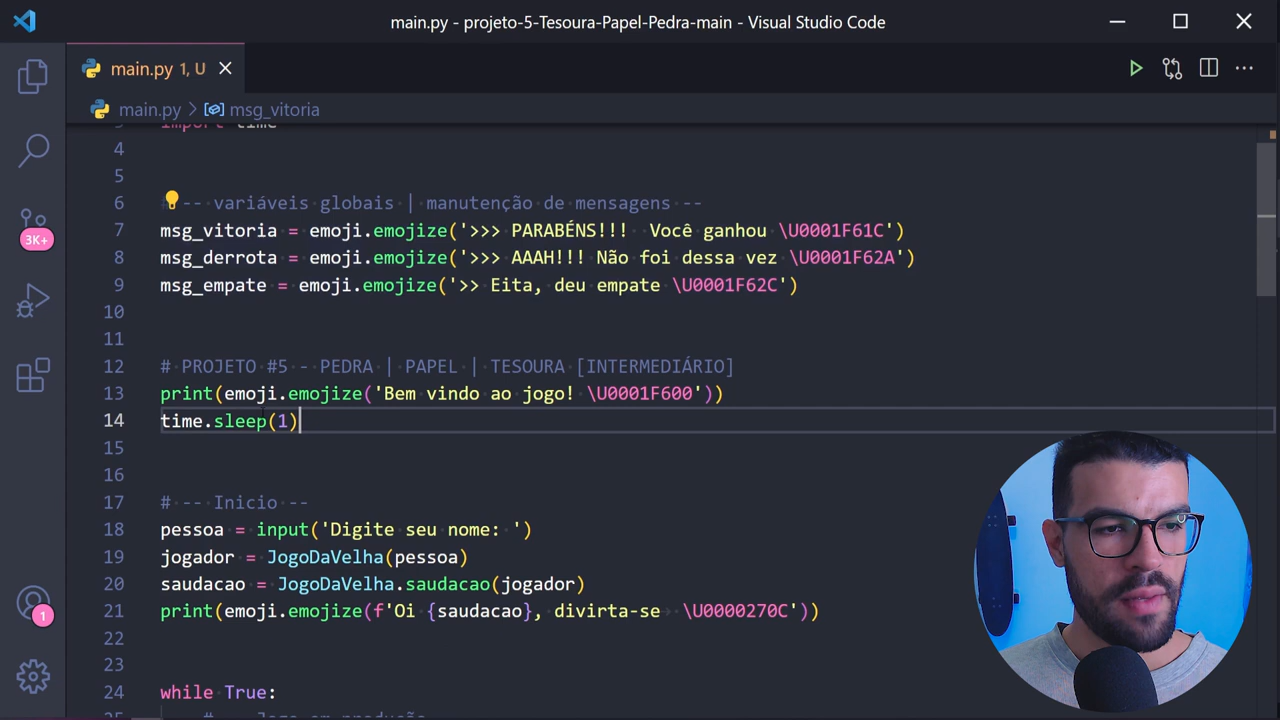 main.py - projeto-5-Tesoura-Papel-Pedra-main - Visual Studio Code
main.py 1, U
main.py > msg_vitoria
import time
4
5
6 # -- variáveis globais | manutenção de mensagens --
7 msg_vitoria = emoji.emojize('>>> PARABÉNS!!!  Você ganhou \U0001F61C')
8 msg_derrota = emoji.emojize('>>> AAAH!!! Não foi dessa vez \U0001F62A')
9 msg_empate = emoji.emojize('>> Eita, deu empate \U0001F62C')
10
11
12 # PROJETO #5 - PEDRA | PAPEL | TESOURA [INTERMEDIÁRIO]
13 print(emoji.emojize('Bem vindo ao jogo! \U0001F600'))
14 time.sleep(1)
15
16
17 # -- Inicio --
18 pessoa = input('Digite seu nome: ')
19 jogador = JogoDaVelha(pessoa)
20 saudacao = JogoDaVelha.saudacao(jogador)
21 print(emoji.emojize(f'Oi {saudacao}, divirta-se  \U0000270C'))
22
23
24 while True:
3K+
1